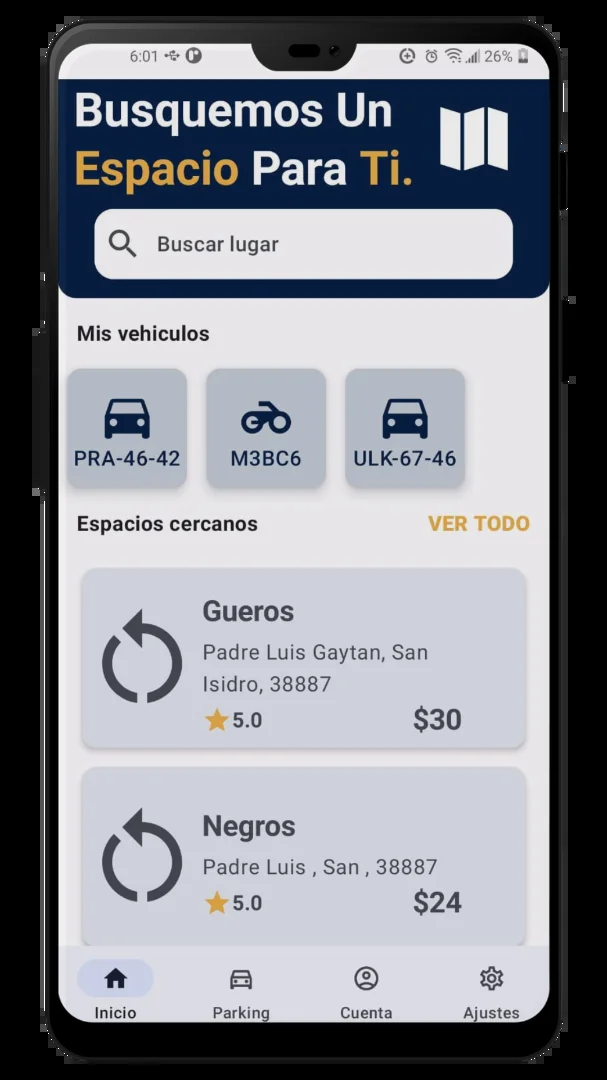 6:01
26%
Busquemos Un
Espacio Para Ti.
Buscar lugar
Mis vehiculos
PRA-46-42
M3BC6
ULK-67-46
Espacios cercanos
VER TODO
Gueros
Padre Luis Gaytan, San
Isidro, 38887
5.0
$30
Negros
Padre Luis , San , 38887
5.0
$24
Inicio
Parking
Cuenta
Ajustes